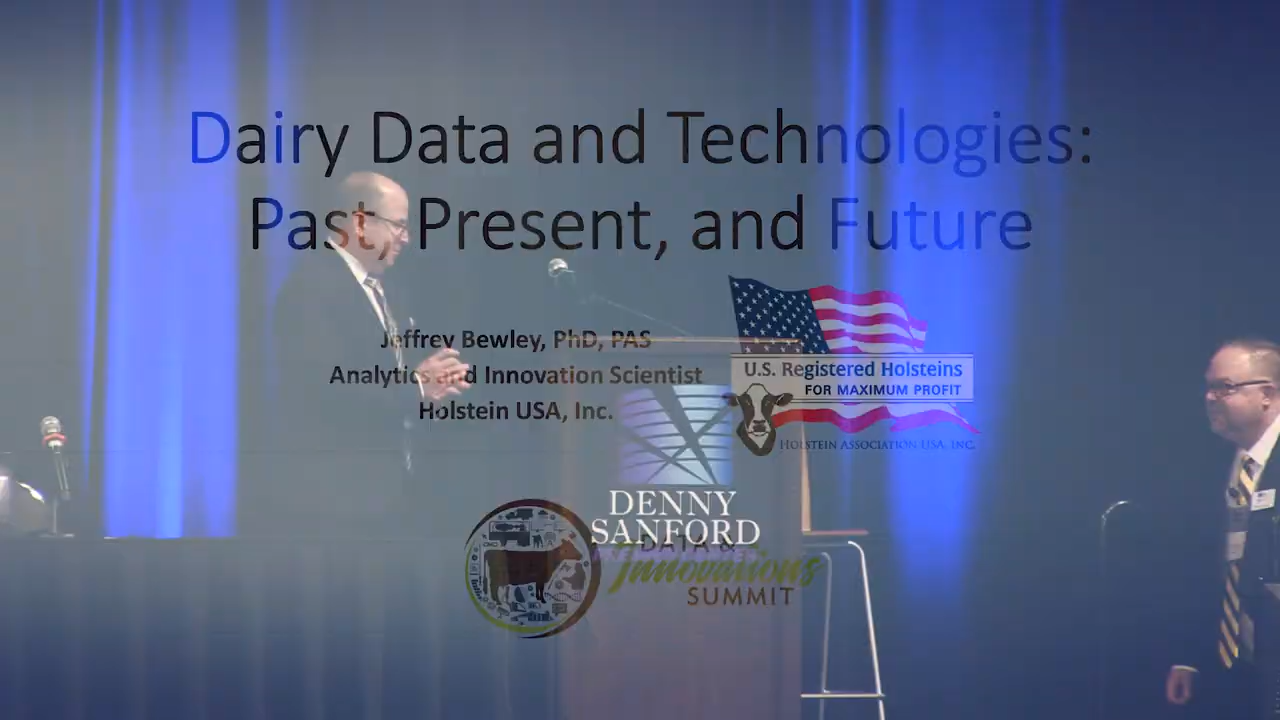 Dairy Data and Technologies:
Past, Present, and Future
Jeffrey Bewley, PhD, PAS
Analytics and Innovation Scientist
Holstein USA, Inc.
U.S. Registered Holsteins
FOR MAXIMUM PROFIT
HOLSTEIN ASSOCIATION USA, INC.
DENNY
SANFORD
DATA &
Innovations
SUMMIT